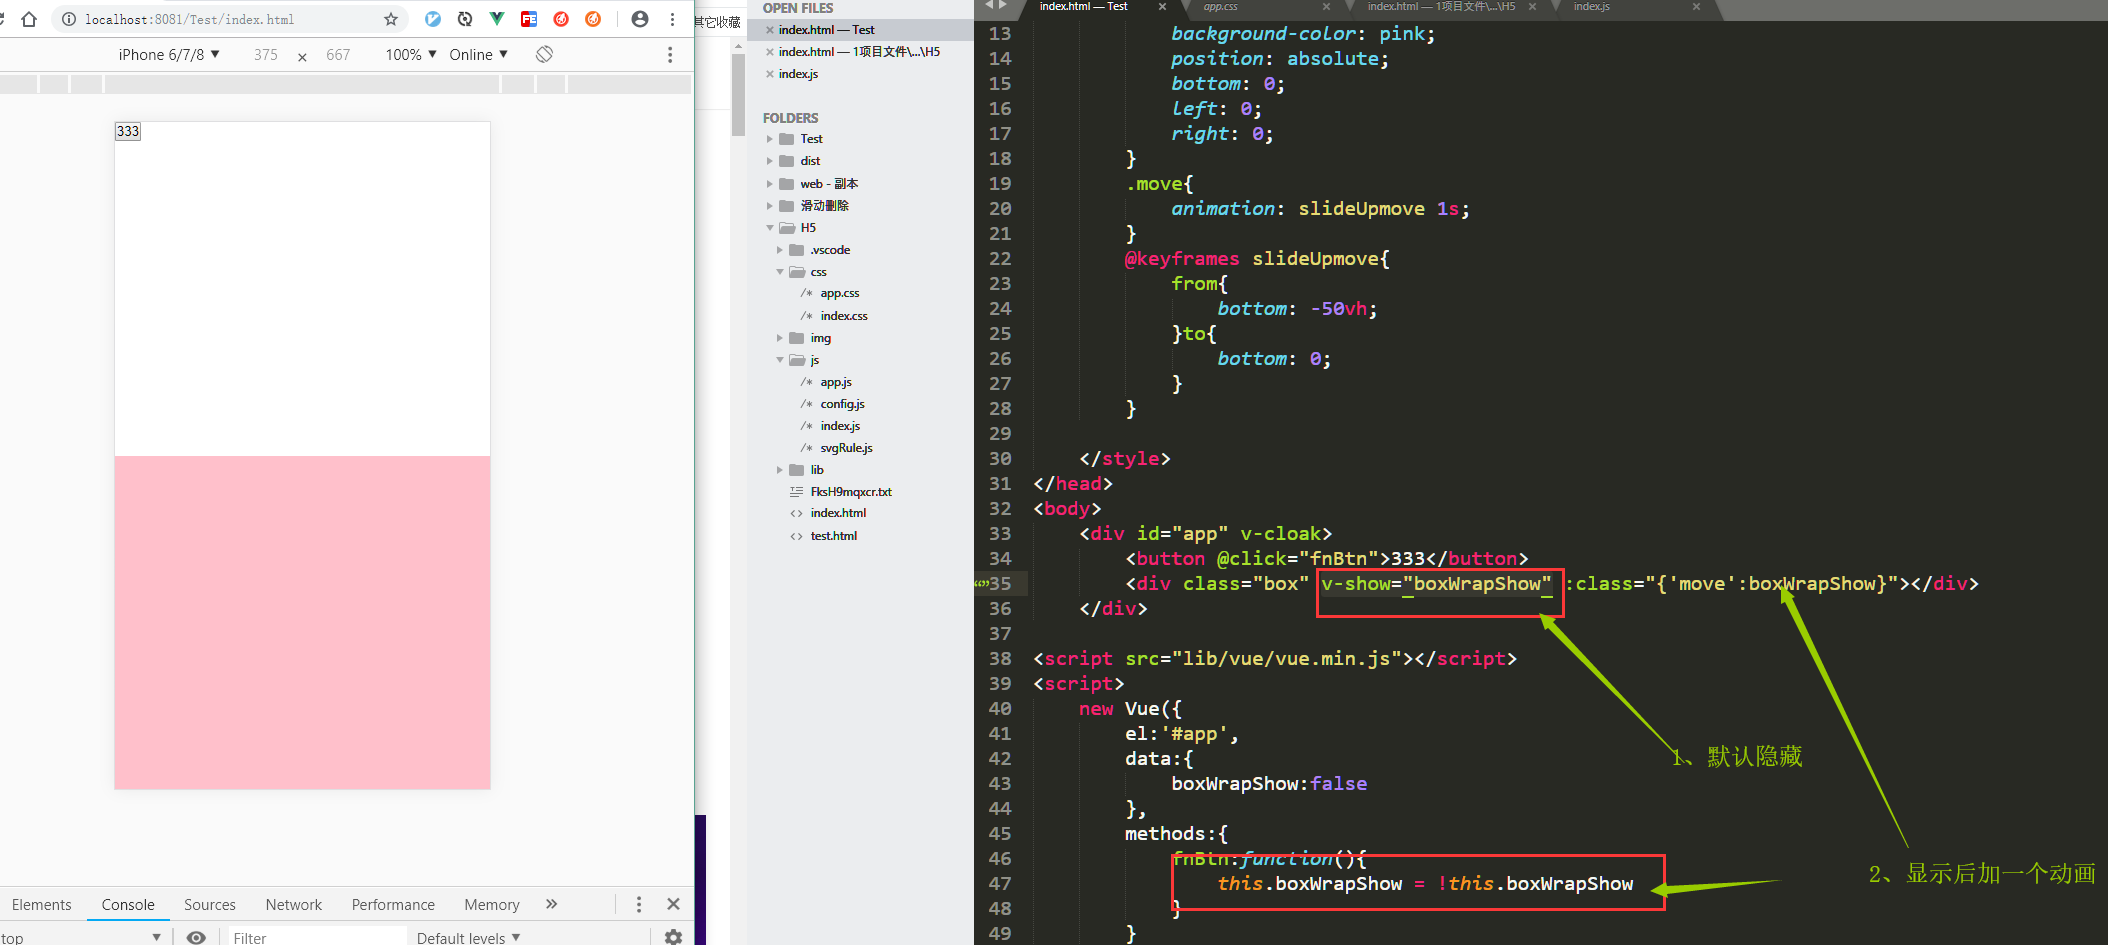 localhost:8081/Test/index.html
FE
其它收藏
iPhone 6/7/8 ▼ 375 × 667 100% ▼ Online ▼
333
Elements Console Sources Network Performance Memory »
top ▼ Filter Default levels ▼
OPEN FILES
× index.html — Test
× index.html — 1项目文件\...\H5
× index.js
FOLDERS
Test
dist
web - 副本
滑动删除
H5
.vscode
css
/* app.css
/* index.css
img
js
/* app.js
/* config.js
/* index.js
/* svgRule.js
lib
FksH9mqxcr.txt
<> index.html
<> test.html
index.html — Test × app.css × index.html — 1项目文件\...\H5 × index.js ×
13 background-color: pink;
14 position: absolute;
15 bottom: 0;
16 left: 0;
17 right: 0;
18 }
19 .move{
20 animation: slideUpmove 1s;
21 }
22 @keyframes slideUpmove{
23 from{
24 bottom: -50vh;
25 }to{
26 bottom: 0;
27 }
28 }
29
30 </style>
31 </head>
32 <body>
33 <div id="app" v-cloak>
34 <button @click="fnBtn">333</button>
35 <div class="box" v-show="boxWrapShow" :class="{'move':boxWrapShow}"></div>
36 </div>
37
38 <script src="lib/vue/vue.min.js"></script>
39 <script>
40 new Vue({
41 el:'#app',
42 data:{
43 boxWrapShow:false
44 },
45 methods:{
46 fnBtn:function(){
47 this.boxWrapShow = !this.boxWrapShow
48 }
49 }
1、默认隐藏
2、显示后加一个动画